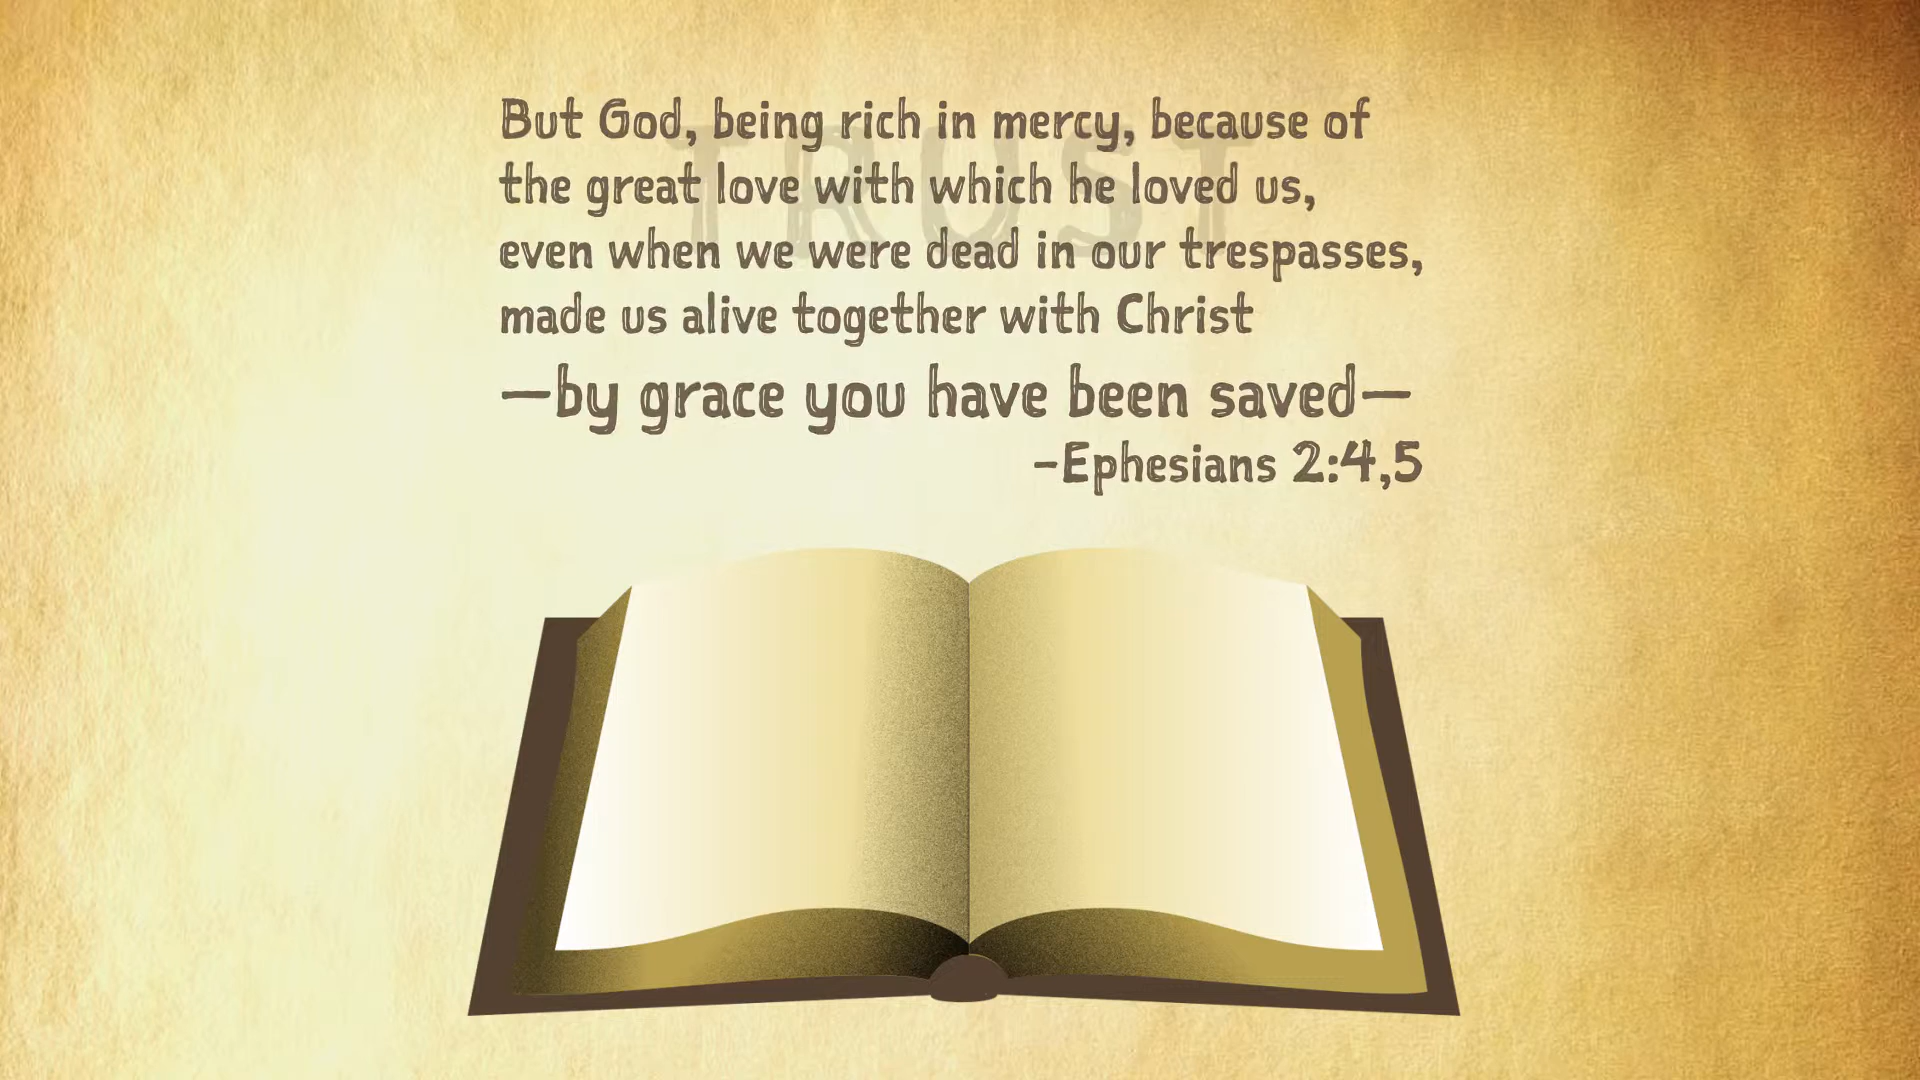 TRUST
But God, being rich in mercy, because of
the great love with which he loved us,
even when we were dead in our trespasses,
made us alive together with Christ
—by grace you have been saved—
-Ephesians 2:4,5